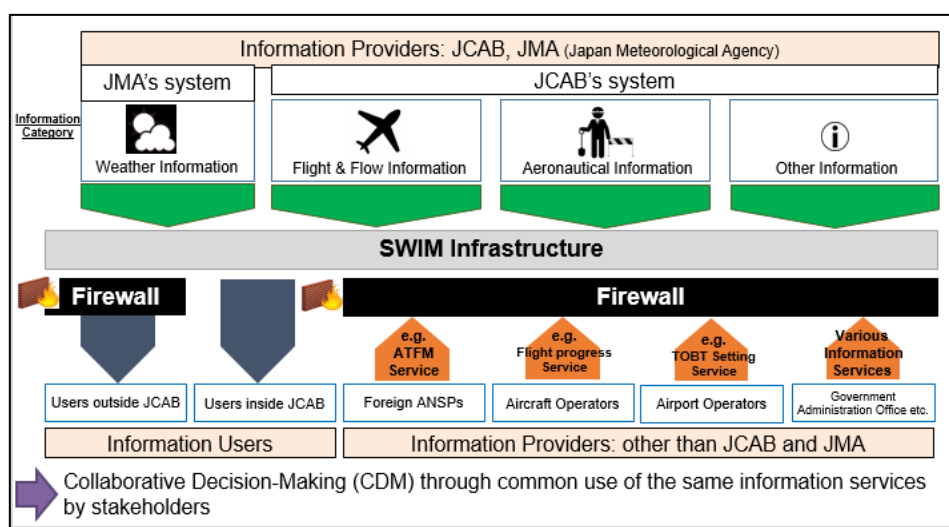 Information Providers: JCAB, JMA (Japan Meteorological Agency)
JMA's system
JCAB's system
Information
Category
Weather Information
Flight & Flow Information
Aeronautical Information
Other Information
SWIM Infrastructure
Firewall
Firewall
e.g.
ATFM
Service
e.g.
Flight progress
Service
e.g.
TOBT Setting
Service
Various
Information
Services
Users outside JCAB
Users inside JCAB
Foreign ANSPs
Aircraft Operators
Airport Operators
Government
Administration Office etc.
Information Users
Information Providers: other than JCAB and JMA
Collaborative Decision-Making (CDM) through common use of the same information services
by stakeholders